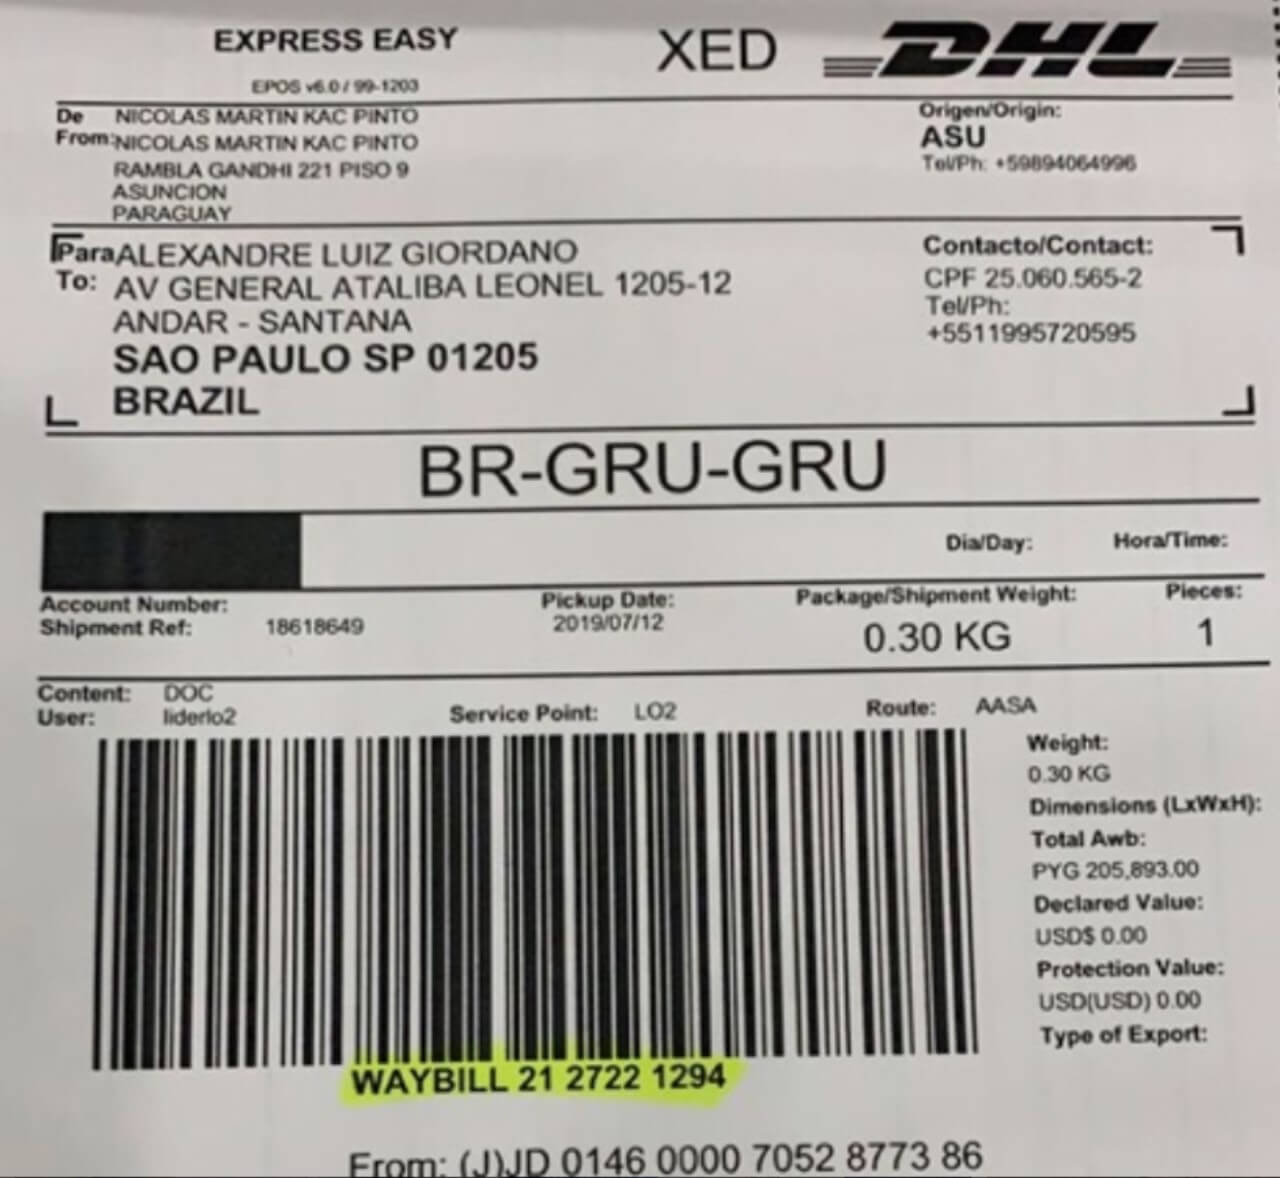 EXPRESS EASY
XED
DHL
EPOS v6.0 / 99-1203
De NICOLAS MARTIN KAC PINTO
From: NICOLAS MARTIN KAC PINTO
RAMBLA GANDHI 221 PISO 9
ASUNCION
PARAGUAY
Origen/Origin:
ASU
Tel/Ph: +59894064996
Para ALEXANDRE LUIZ GIORDANO
To: AV GENERAL ATALIBA LEONEL 1205-12
ANDAR - SANTANA
SAO PAULO SP 01205
BRAZIL
Contacto/Contact:
CPF 25.060.565-2
Tel/Ph:
+5511995720595
BR-GRU-GRU
Dia/Day: Hora/Time:
Account Number:
Shipment Ref: 18618649
Pickup Date:
2019/07/12
Package/Shipment Weight:
0.30 KG
Pieces:
1
Content: DOC
User: liderlo2
Service Point: LO2
Route: AASA
Weight:
0.30 KG
Dimensions (LxWxH):
Total Awb:
PYG 205,893.00
Declared Value:
USD$ 0.00
Protection Value:
USD(USD) 0.00
Type of Export:
WAYBILL 21 2722 1294
From: (J)JD 0146 0000 7052 8773 86